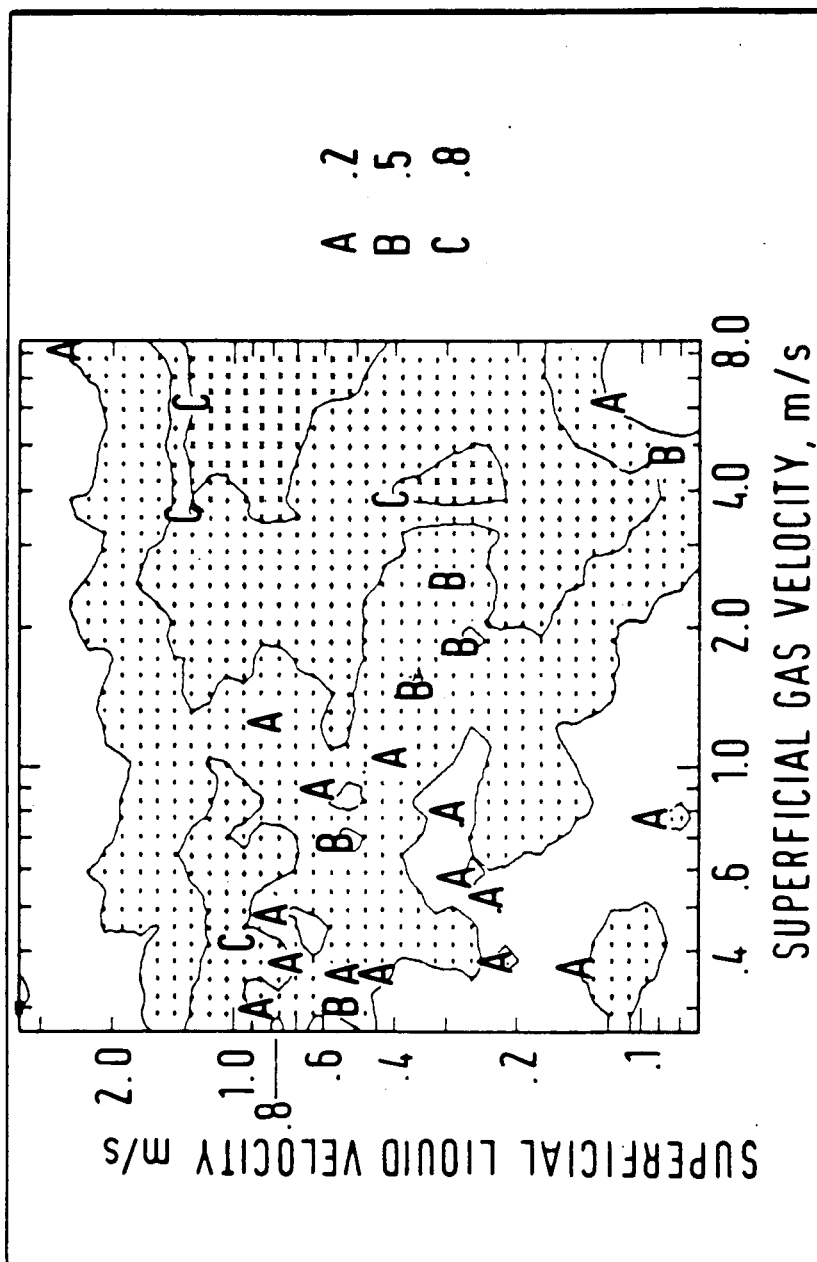 SUPERFICIAL LIQUID VELOCITY m/s
2.0
1.0
.8
.6
.4
.2
.1
.4
.6
1.0
2.0
4.0
8.0
SUPERFICIAL GAS VELOCITY, m/s
A .2
B .5
C .8
A
C
C
A
A
C
A
A
A
B
B
A
A
A
C
B
A
B
B
A
A
A
A
B
A
A
B